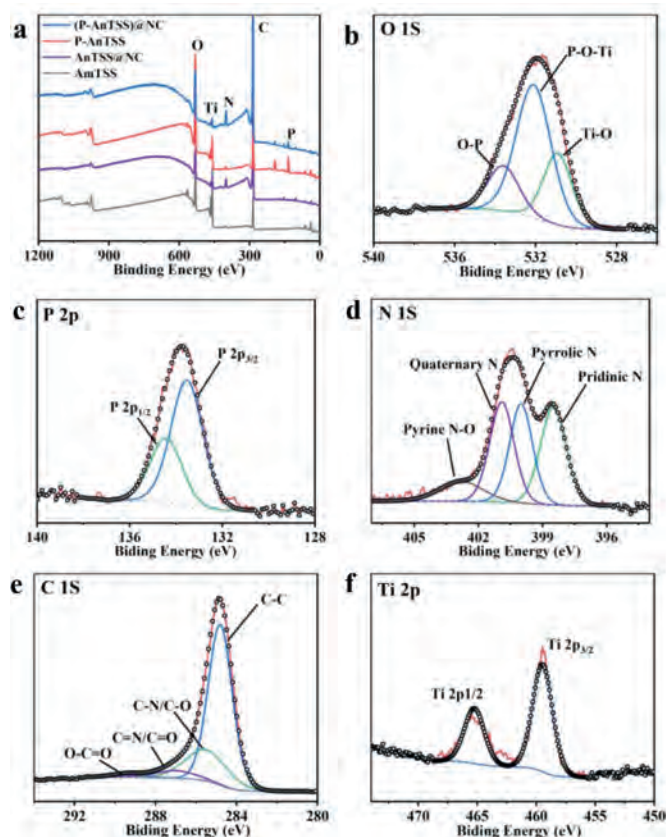 a
(P-AnTSS)@NC
P-AnTSS
AnTSS@NC
AmTSS
O
C
Ti
N
P
1200 900 600 300 0
Binding Energy (eV)
b
O 1S
P-O-Ti
O-P
Ti-O
540 536 532 528
Biding Energy (eV)
c
P 2p
P 2p3/2
P 2p1/2
140 136 132 128
Biding Energy (eV)
d
N 1S
Quaternary N
Pyrrolic N
Pridinic N
Pyrine N-O
405 402 399 396
Biding Energy (eV)
e
C 1S
C-C
C-N/C-O
C=N/C=O
O-C=O
292 288 284 280
Biding Energy (eV)
f
Ti 2p
Ti 2p3/2
Ti 2p1/2
470 465 460 455 450
Biding Energy (eV)